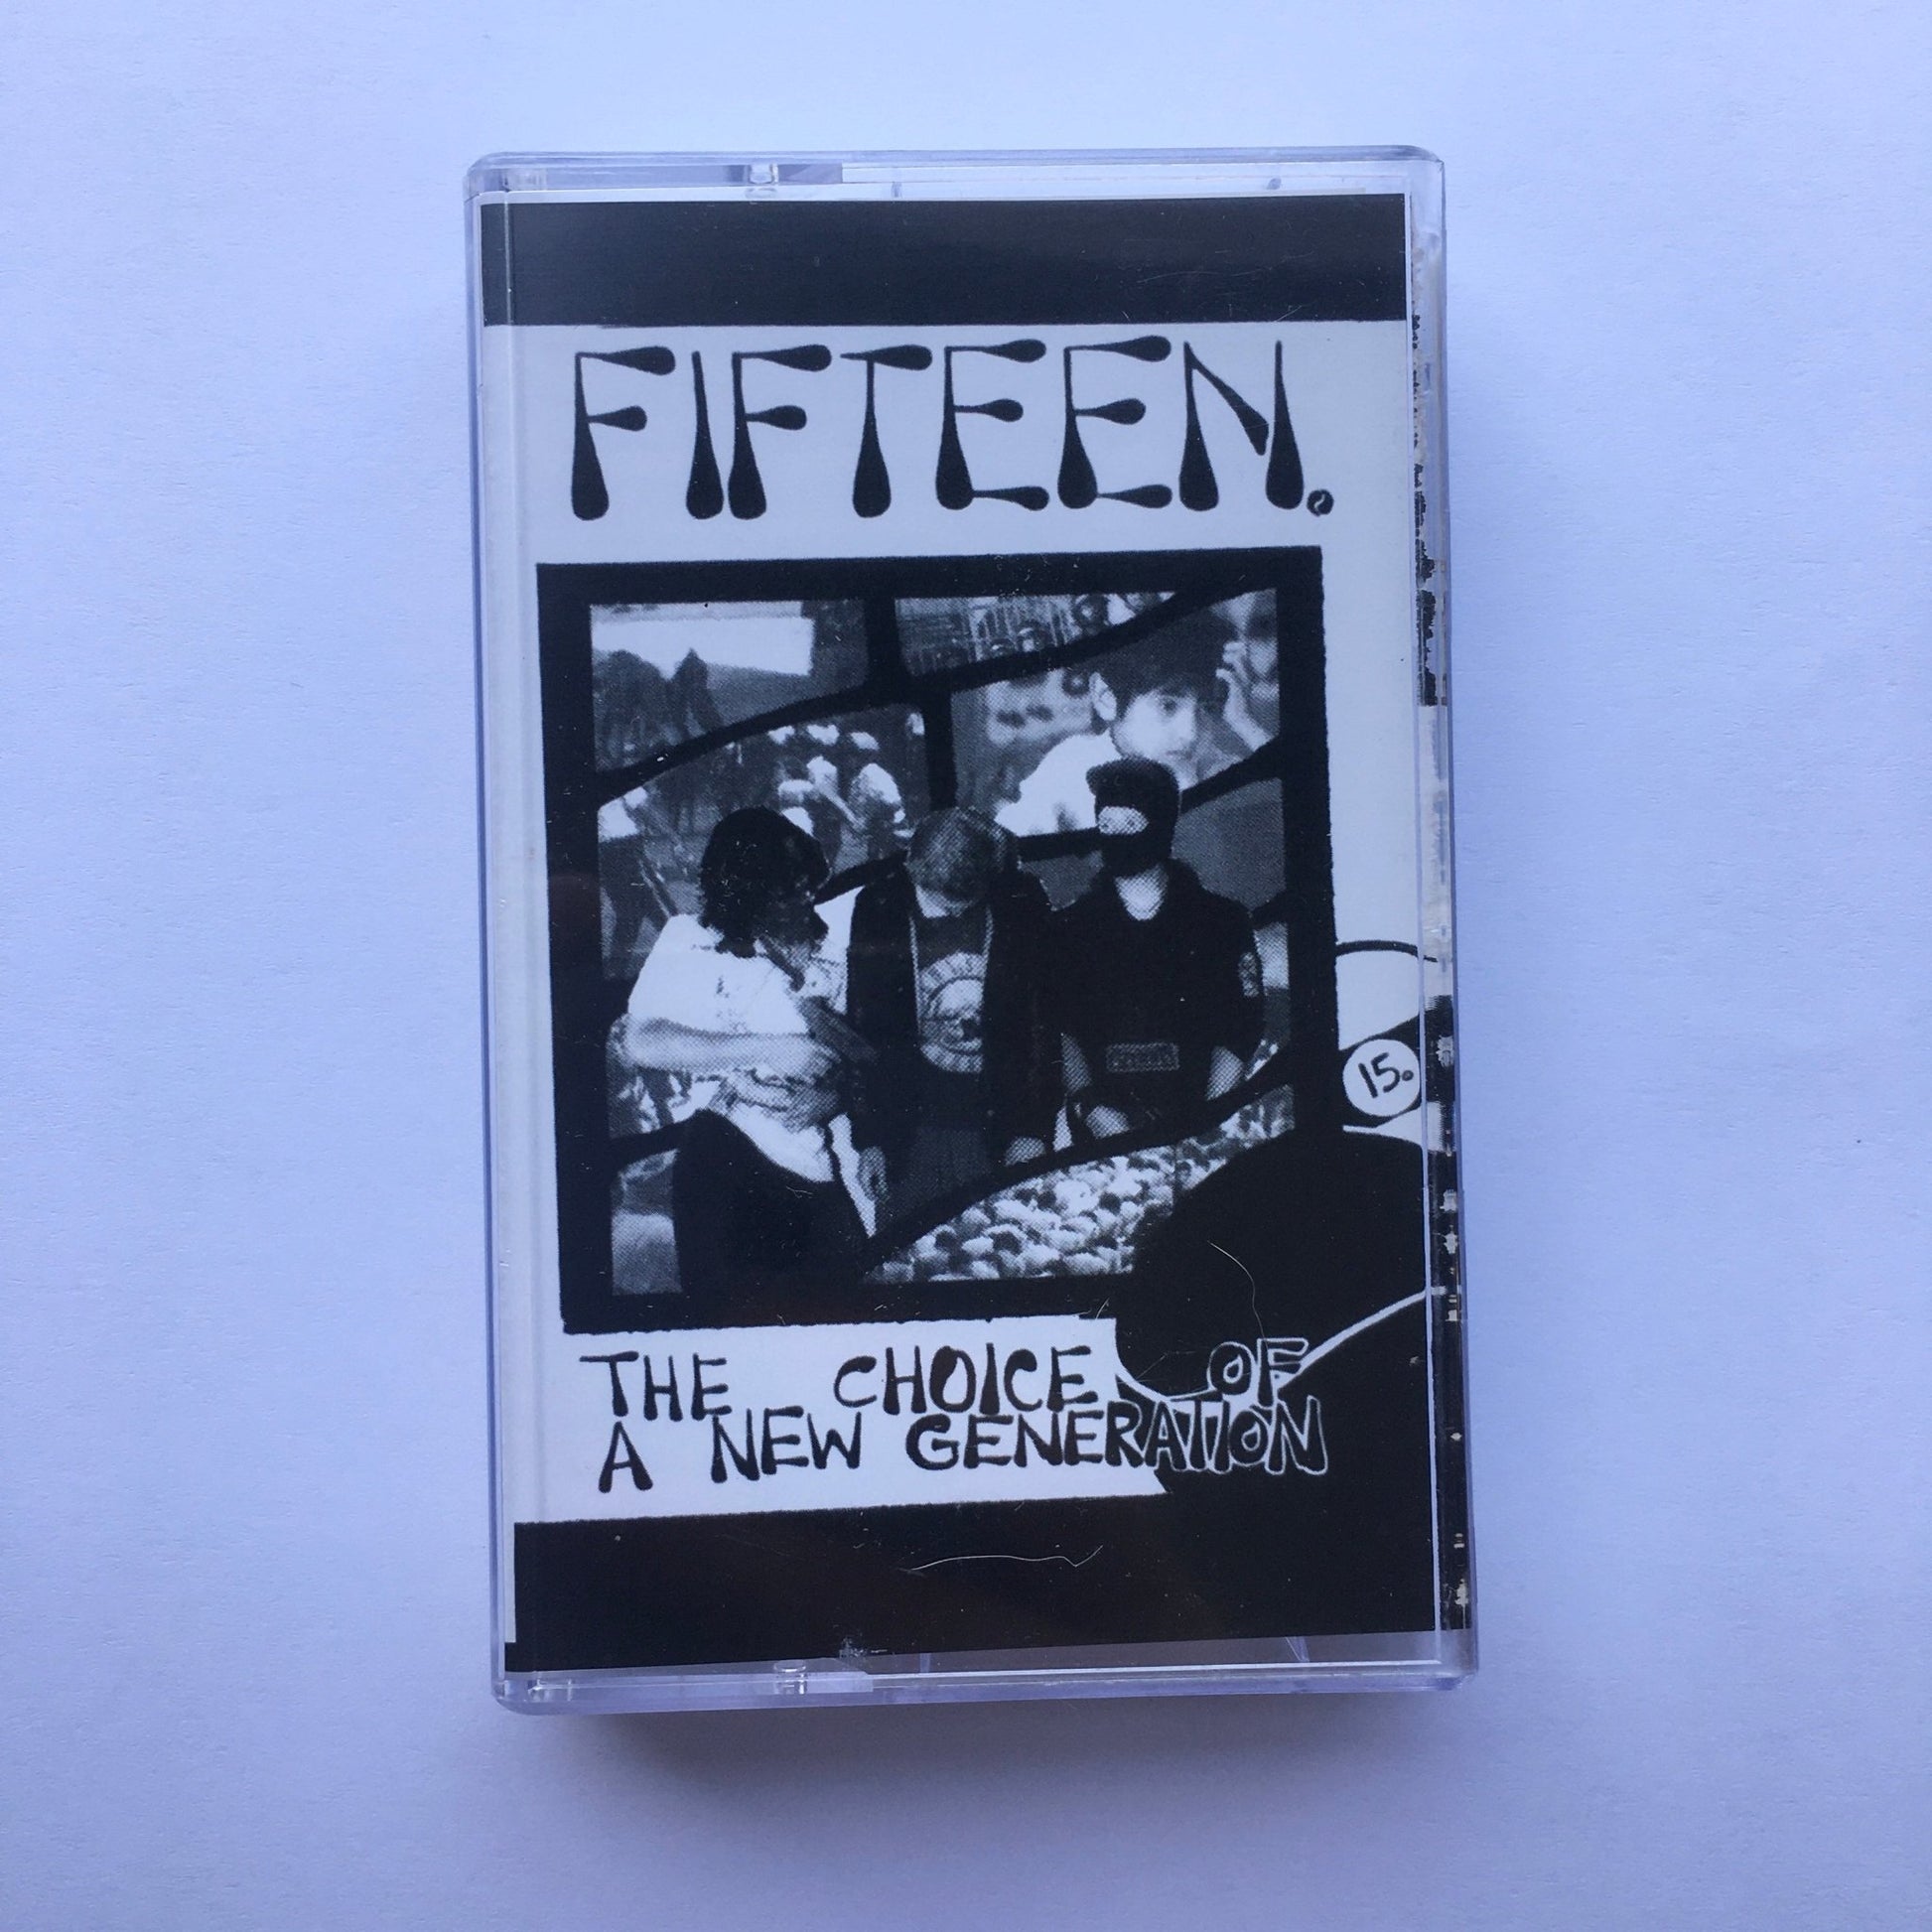 FIFTEEN.
15.
THE CHOICE OF
A NEW GENERATION